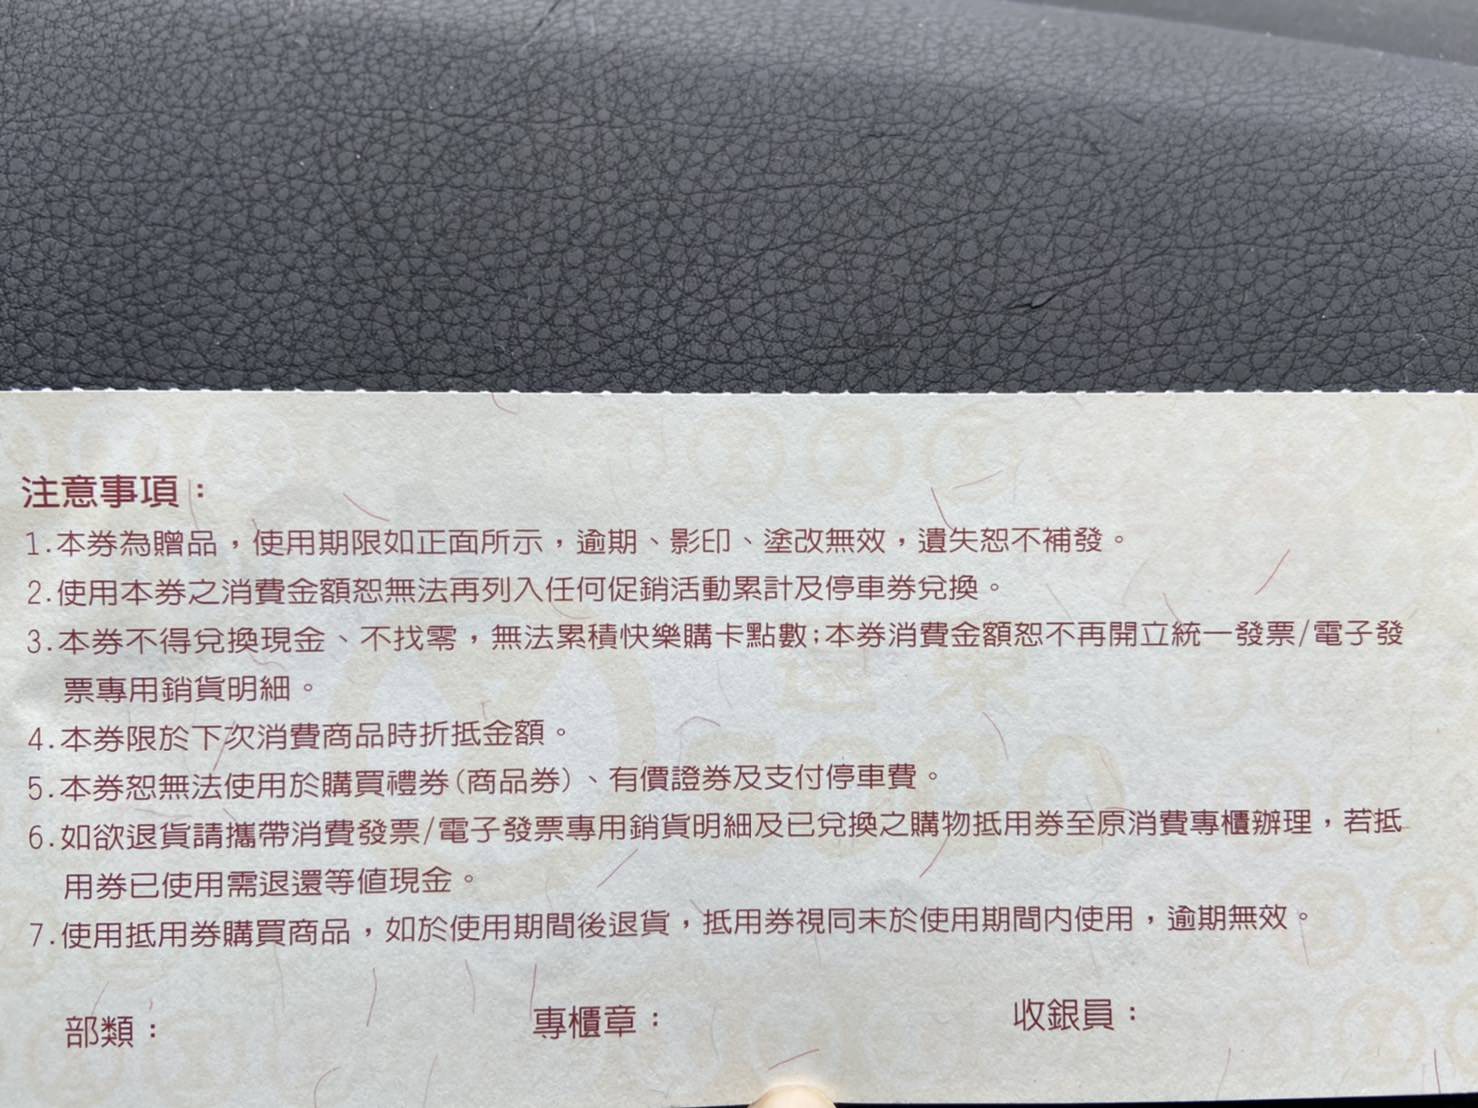 注意事項：
1.本券為贈品，使用期限如正面所示，逾期、影印、塗改無效，遺失恕不補發。
2.使用本券之消費金額恕無法再列入任何促銷活動累計及停車券兌換。
3.本券不得兌換現金、不找零，無法累積快樂購卡點數;本券消費金額恕不再開立統一發票/電子發
票專用銷貨明細。
4.本券限於下次消費商品時折抵金額。
5.本券恕無法使用於購買禮券(商品券)、有價證券及支付停車費。
6.如欲退貨請攜帶消費發票/電子發票專用銷貨明細及已兌換之購物抵用券至原消費專櫃辦理，若抵
用券已使用需退還等值現金。
7.使用抵用券購買商品，如於使用期間後退貨，抵用券視同未於使用期間內使用，逾期無效。
部類：　專櫃章：　收銀員：